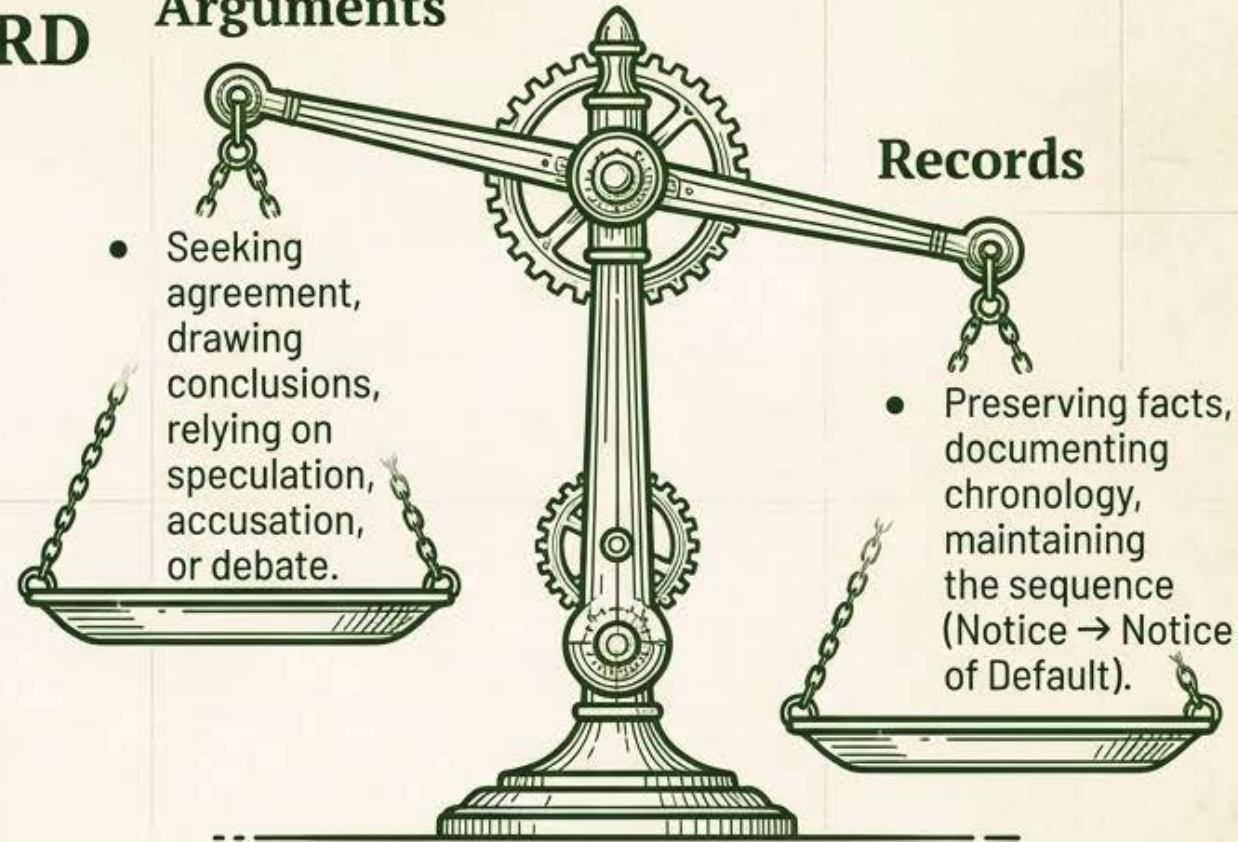 RD
Arguments
• Seeking
agreement,
drawing
conclusions,
relying on
speculation,
accusation,
or debate.
Records
• Preserving facts,
documenting
chronology,
maintaining
the sequence
(Notice → Notice
of Default).